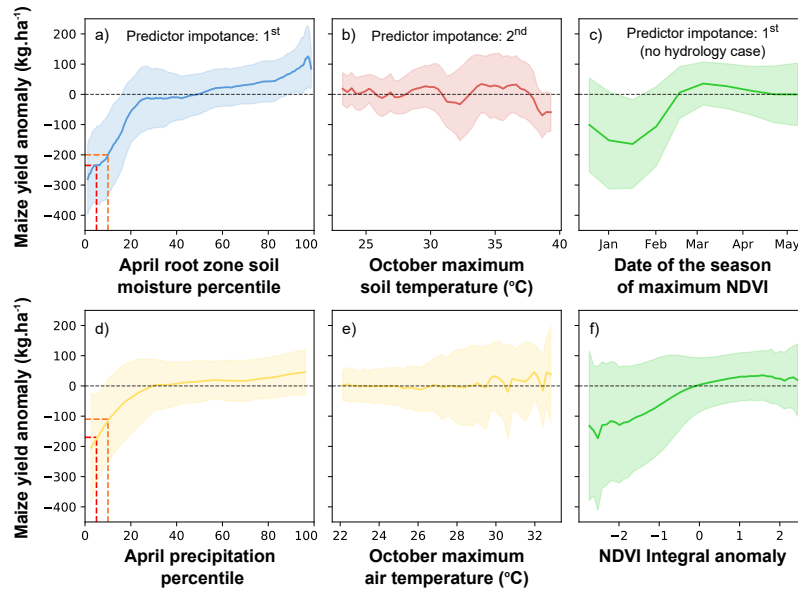 Maize yield anomaly (kg.ha⁻¹)
200
100
0
−100
−200
−300
−400
a)
Predictor impotance: 1st
0
20
40
60
80
100
April root zone soil
moisture percentile
b)
Predictor impotance: 2nd
25
30
35
40
October maximum
soil temperature (°C)
c)
Predictor impotance: 1st
(no hydrology case)
Jan
Feb
Mar
Apr
May
Date of the season
of maximum NDVI
Maize yield anomaly (kg.ha⁻¹)
200
100
0
−100
−200
−300
−400
d)
0
20
40
60
80
100
April precipitation
percentile
e)
22
24
26
28
30
32
October maximum
air temperature (°C)
f)
−2
−1
0
1
2
NDVI Integral anomaly